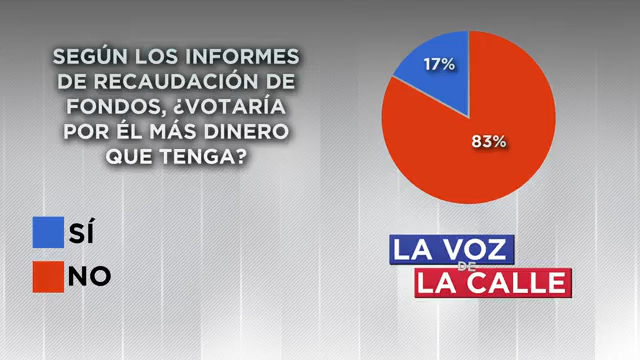 SEGÚN LOS INFORMES
DE RECAUDACIÓN DE
FONDOS, ¿VOTARÍA
POR ÉL MÁS DINERO
QUE TENGA?
17%
83%
SÍ
NO
LA VOZ
DE
LA CALLE